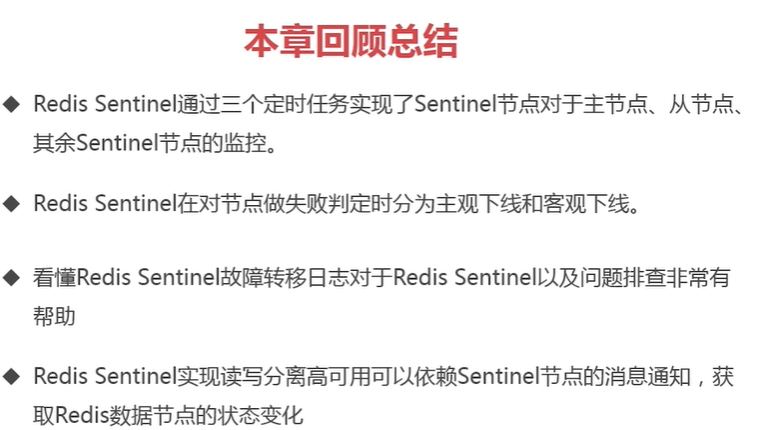 本章回顾总结
◆ Redis Sentinel通过三个定时任务实现了Sentinel节点对于主节点、从节点、
其余Sentinel节点的监控。
◆ Redis Sentinel在对节点做失败判定时分为主观下线和客观下线。
◆ 看懂Redis Sentinel故障转移日志对于Redis Sentinel以及问题排查非常有
帮助
◆ Redis Sentinel实现读写分离高可用可以依赖Sentinel节点的消息通知，获
取Redis数据节点的状态变化